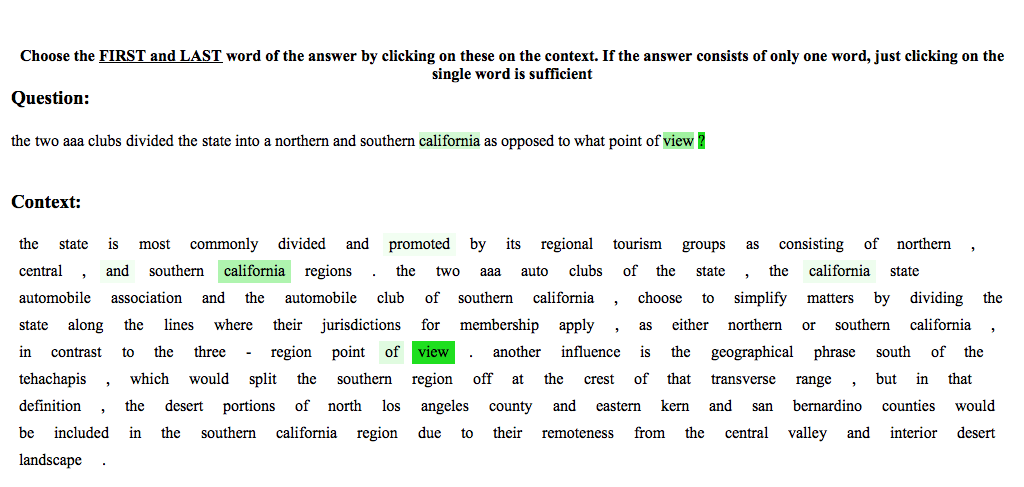 Choose the FIRST and LAST word of the answer by clicking on these on the context. If the answer consists of only one word, just clicking on the
single word is sufficient
Question:
the two aaa clubs divided the state into a northern and southern california as opposed to what point of view ?
Context:
the state is most commonly divided and promoted by its regional tourism groups as consisting of northern ,
central , and southern california regions . the two aaa auto clubs of the state , the california state
automobile association and the automobile club of southern california , choose to simplify matters by dividing the
state along the lines where their jurisdictions for membership apply , as either northern or southern california ,
in contrast to the three - region point of view . another influence is the geographical phrase south of the
tehachapis , which would split the southern region off at the crest of that transverse range , but in that
definition , the desert portions of north los angeles county and eastern kern and san bernardino counties would
be included in the southern california region due to their remoteness from the central valley and interior desert
landscape .